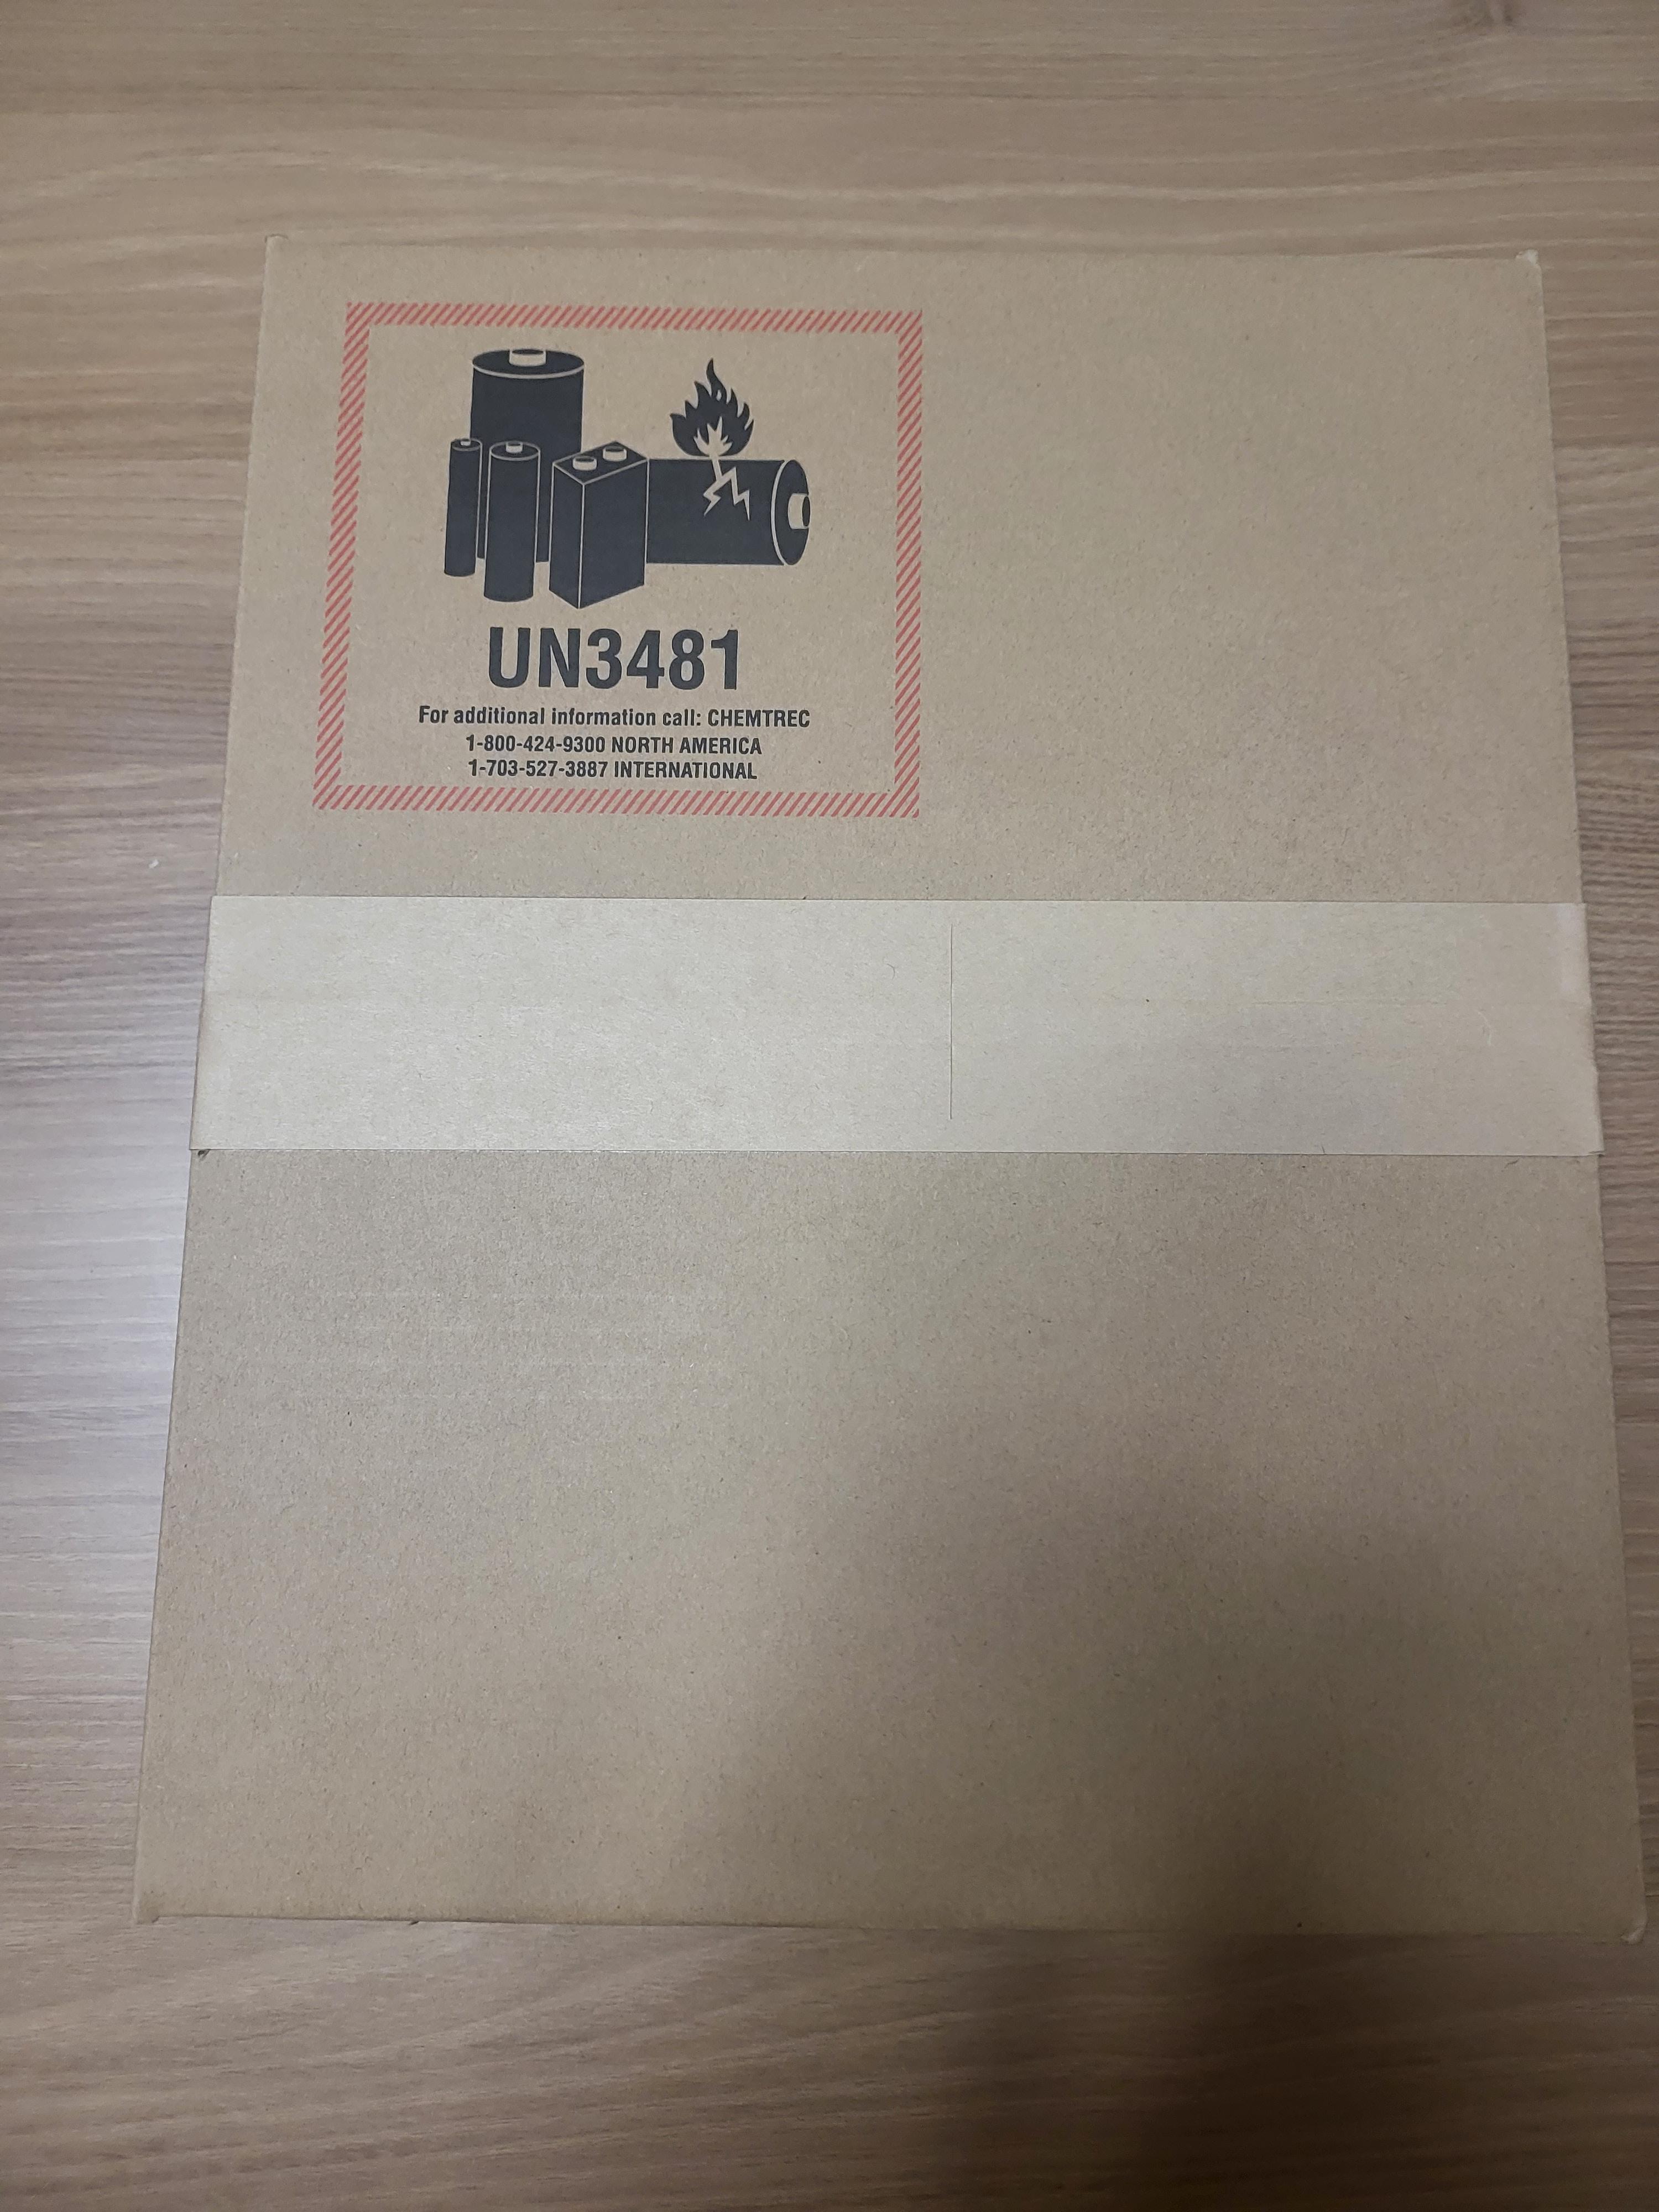 UN3481
For additional information call: CHEMTREC
1-800-424-9300 NORTH AMERICA
1-703-527-3887 INTERNATIONAL